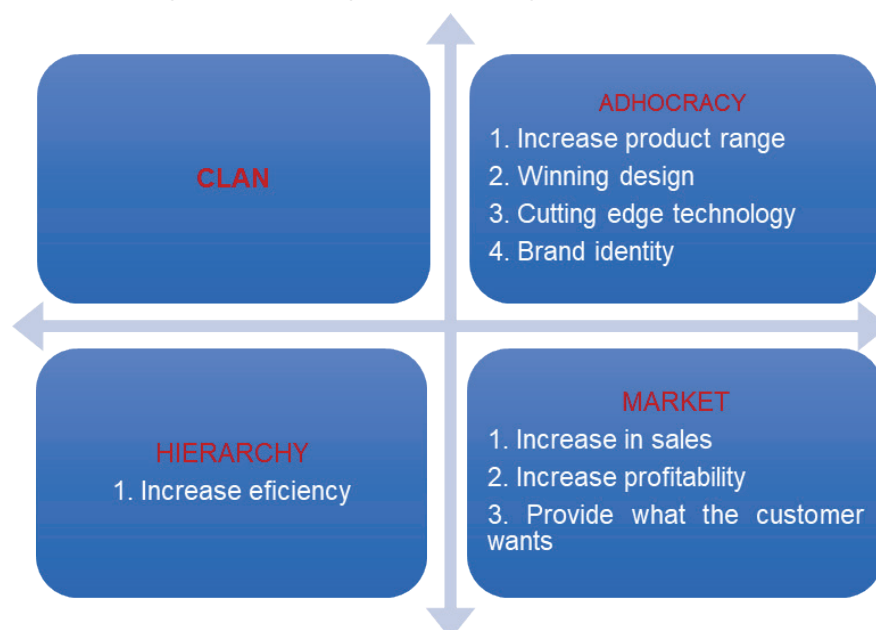 CLAN
ADHOCRACY
1. Increase product range
2. Winning design
3. Cutting edge technology
4. Brand identity
HIERARCHY
1. Increase eficiency
MARKET
1. Increase in sales
2. Increase profitability
3. Provide what the customer
wants